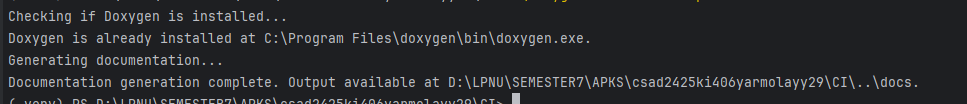 Checking if Doxygen is installed...
Doxygen is already installed at C:\Program Files\doxygen\bin\doxygen.exe.
Generating documentation...
Documentation generation complete. Output available at D:\LPNU\SEMESTER7\APKS\csad2425ki406yarmolayy29\CI\..\docs.
(.venv) PS D:\LPNU\SEMESTER7\APKS\csad2425ki406yarmolayy29\CI>